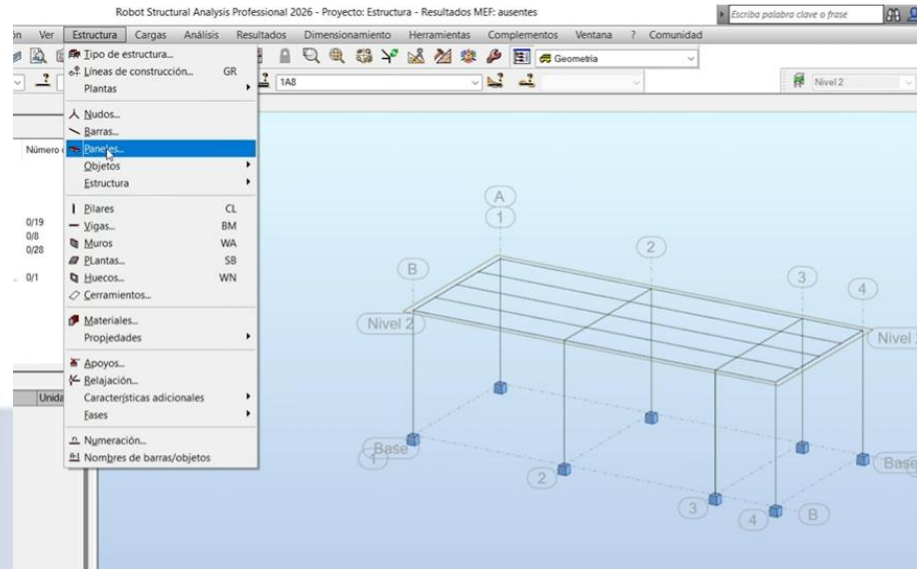 Robot Structural Analysis Professional 2026 - Proyecto: Estructura - Resultados MEF: ausentes
Escriba palabra clave o frase
Ver Estructura Cargas Análisis Resultados Dimensionamiento Herramientas Complementos Ventana ? Comunidad
Geometria
1A8
Nivel 2
Tipo de estructura...
Líneas de construcción... GR
Plantas
Nudos...
Barras...
Paneles...
Objetos
Estructura
Pilares CL
Vigas... BM
Muros WA
PLantas... SB
Huecos... WN
Cerramientos...
Materiales...
Propiedades
Apoyos...
Relajación...
Características adicionales
Fases
Numeración...
Nombres de barras/objetos
Número
0/19
0/8
0/28
0/1
Unida
A
1
2
B
3
4
Nivel 2
Nivel
Base
1
Base
2
3
4
B